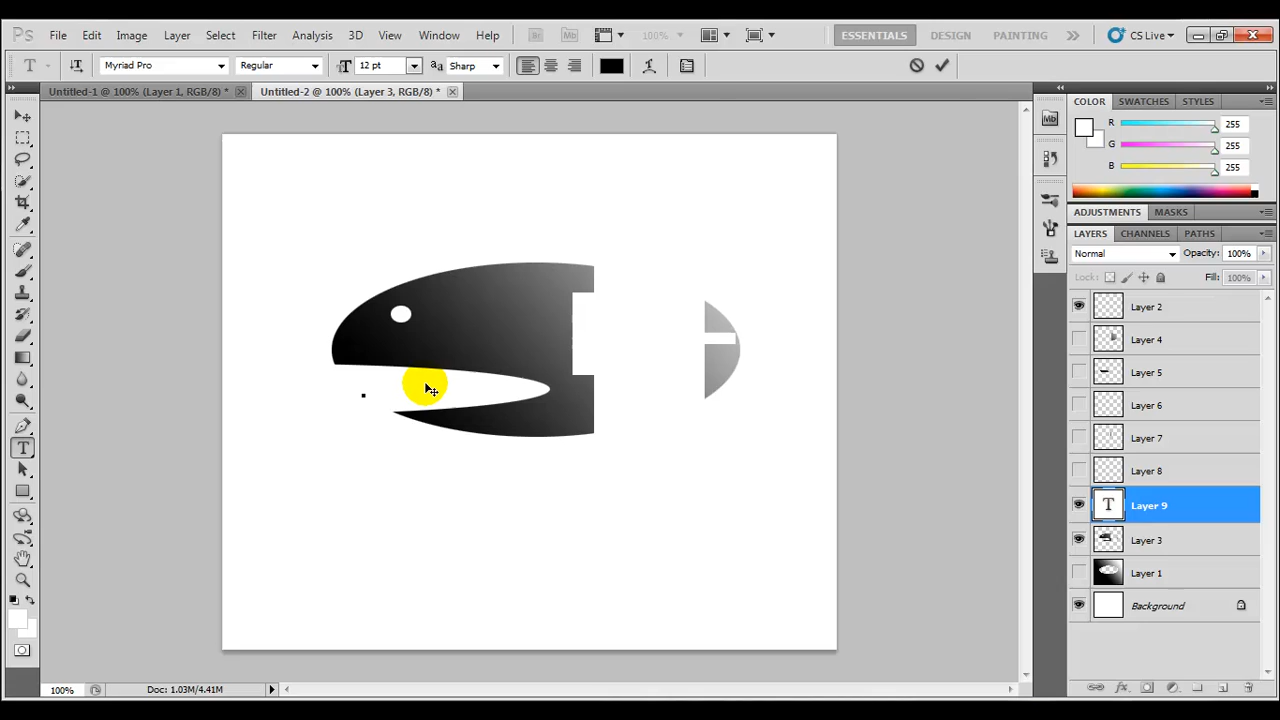 Ps File Edit Image Layer Select Filter Analysis 3D View Window Help Br Mb 100% ESSENTIALS DESIGN PAINTING CS Live
T Myriad Pro Regular 12 pt Sharp
Untitled-1 @ 100% (Layer 1, RGB/8) * Untitled-2 @ 100% (Layer 3, RGB/8) *
COLOR SWATCHES STYLES
Mb
R 255
G 255
B 255
ADJUSTMENTS MASKS
LAYERS CHANNELS PATHS
Normal Opacity: 100%
Lock: Fill: 100%
Layer 2
Layer 4
Layer 5
Layer 6
Layer 7
Layer 8
T Layer 9
Layer 3
Layer 1
Background
100% Doc: 1.03M/4.41M